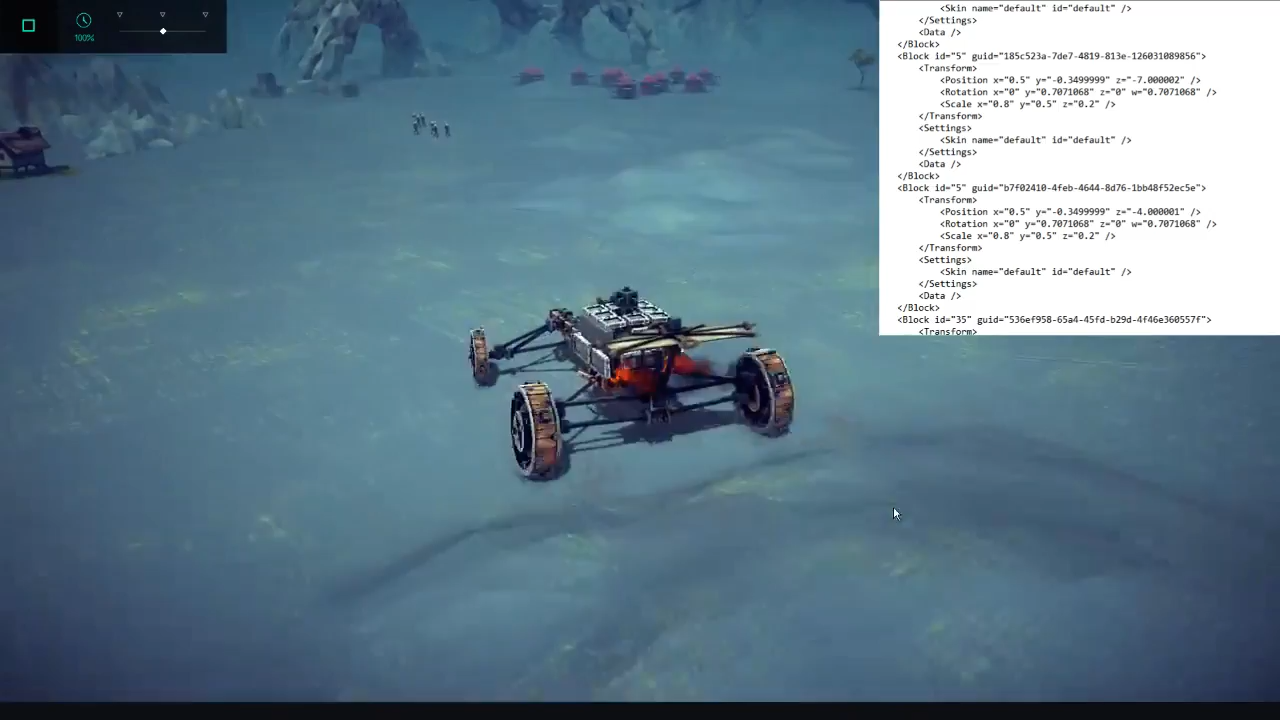 100%
<Skin name="default" id="default" />
</Settings>
<Data />
</Block>
<Block id="5" guid="185c523a-7de7-4819-813e-126031089856">
<Transform>
<Position x="0.5" y="-0.3499999" z="-7.000002" />
<Rotation x="0" y="0.7071068" z="0" w="0.7071068" />
<Scale x="0.8" y="0.5" z="0.2" />
</Transform>
<Settings>
<Skin name="default" id="default" />
</Settings>
<Data />
</Block>
<Block id="5" guid="b7f02410-4feb-4644-8d76-1bb48f52ec5e">
<Transform>
<Position x="0.5" y="-0.3499999" z="-4.000001" />
<Rotation x="0" y="0.7071068" z="0" w="0.7071068" />
<Scale x="0.8" y="0.5" z="0.2" />
</Transform>
<Settings>
<Skin name="default" id="default" />
</Settings>
<Data />
</Block>
<Block id="35" guid="536ef958-65a4-45fd-b29d-4f46e360557f">
<Transform>